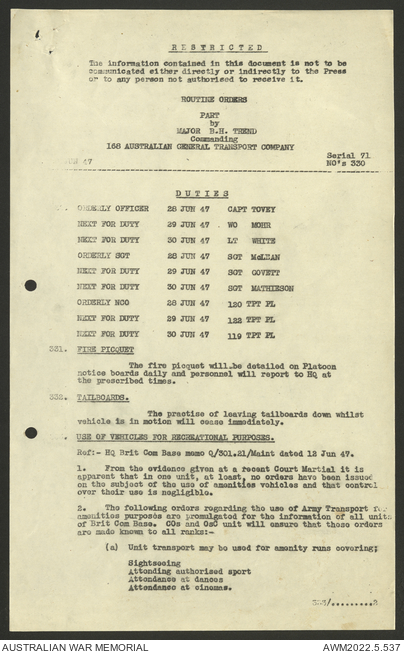 RESTRICTED
The information contained in this document is not to be
communicated either directly or indirectly to the Press
or to any person not authorised to receive it.
ROUTINE ORDERS
PART
by
MAJOR B.H. TREND
Commanding
168 AUSTRALIAN GENERAL TRANSPORT COMPANY
Serial 71
JUN 47 NO's 330
DUTIES
ORDERLY OFFICER 28 JUN 47 CAPT TOVEY
NEXT FOR DUTY 29 JUN 47 WO MOHR
NEXT FOR DUTY 30 JUN 47 LT WHITE
ORDERLY SGT 28 JUN 47 SGT McLEAN
NEXT FOR DUTY 29 JUN 47 SGT GOVETT
NEXT FOR DUTY 30 JUN 47 SGT MATHIESON
ORDERLY NCO 28 JUN 47 120 TPT PL
NEXT FOR DUTY 29 JUN 47 122 TPT PL
NEXT FOR DUTY 30 JUN 47 119 TPT PL
331. FIRE PICQUET
The fire picquet will be detailed on Platoon
notice boards daily and personnel will report to HQ at
the prescribed times.
332. TAILBOARDS.
The practise of leaving tailboards down whilst
vehicle is in motion will cease immediately.
USE OF VEHICLES FOR RECREATIONAL PURPOSES.
Ref:- HQ Brit Com Base memo Q/301.21/Maint dated 12 Jun 47.
1. From the evidence given at a recent Court Martial it is
apparent that in one unit, at least, no orders have been issued
on the subject of the use of amenities vehicles and that control
over their use is negligible.
2. The following orders regarding the use of Army Transport for
amenities purposes are promulgated for the information of all units
of Brit Com Base. COs and OsC unit will ensure that these orders
are made known to all ranks:-
(a) Unit transport may be used for amenity runs covering;
Sightseeing
Attending authorised sport
Attendance at dances
Attendance at cinemas.
333/.........2
AUSTRALIAN WAR MEMORIAL
AWM2022.5.537